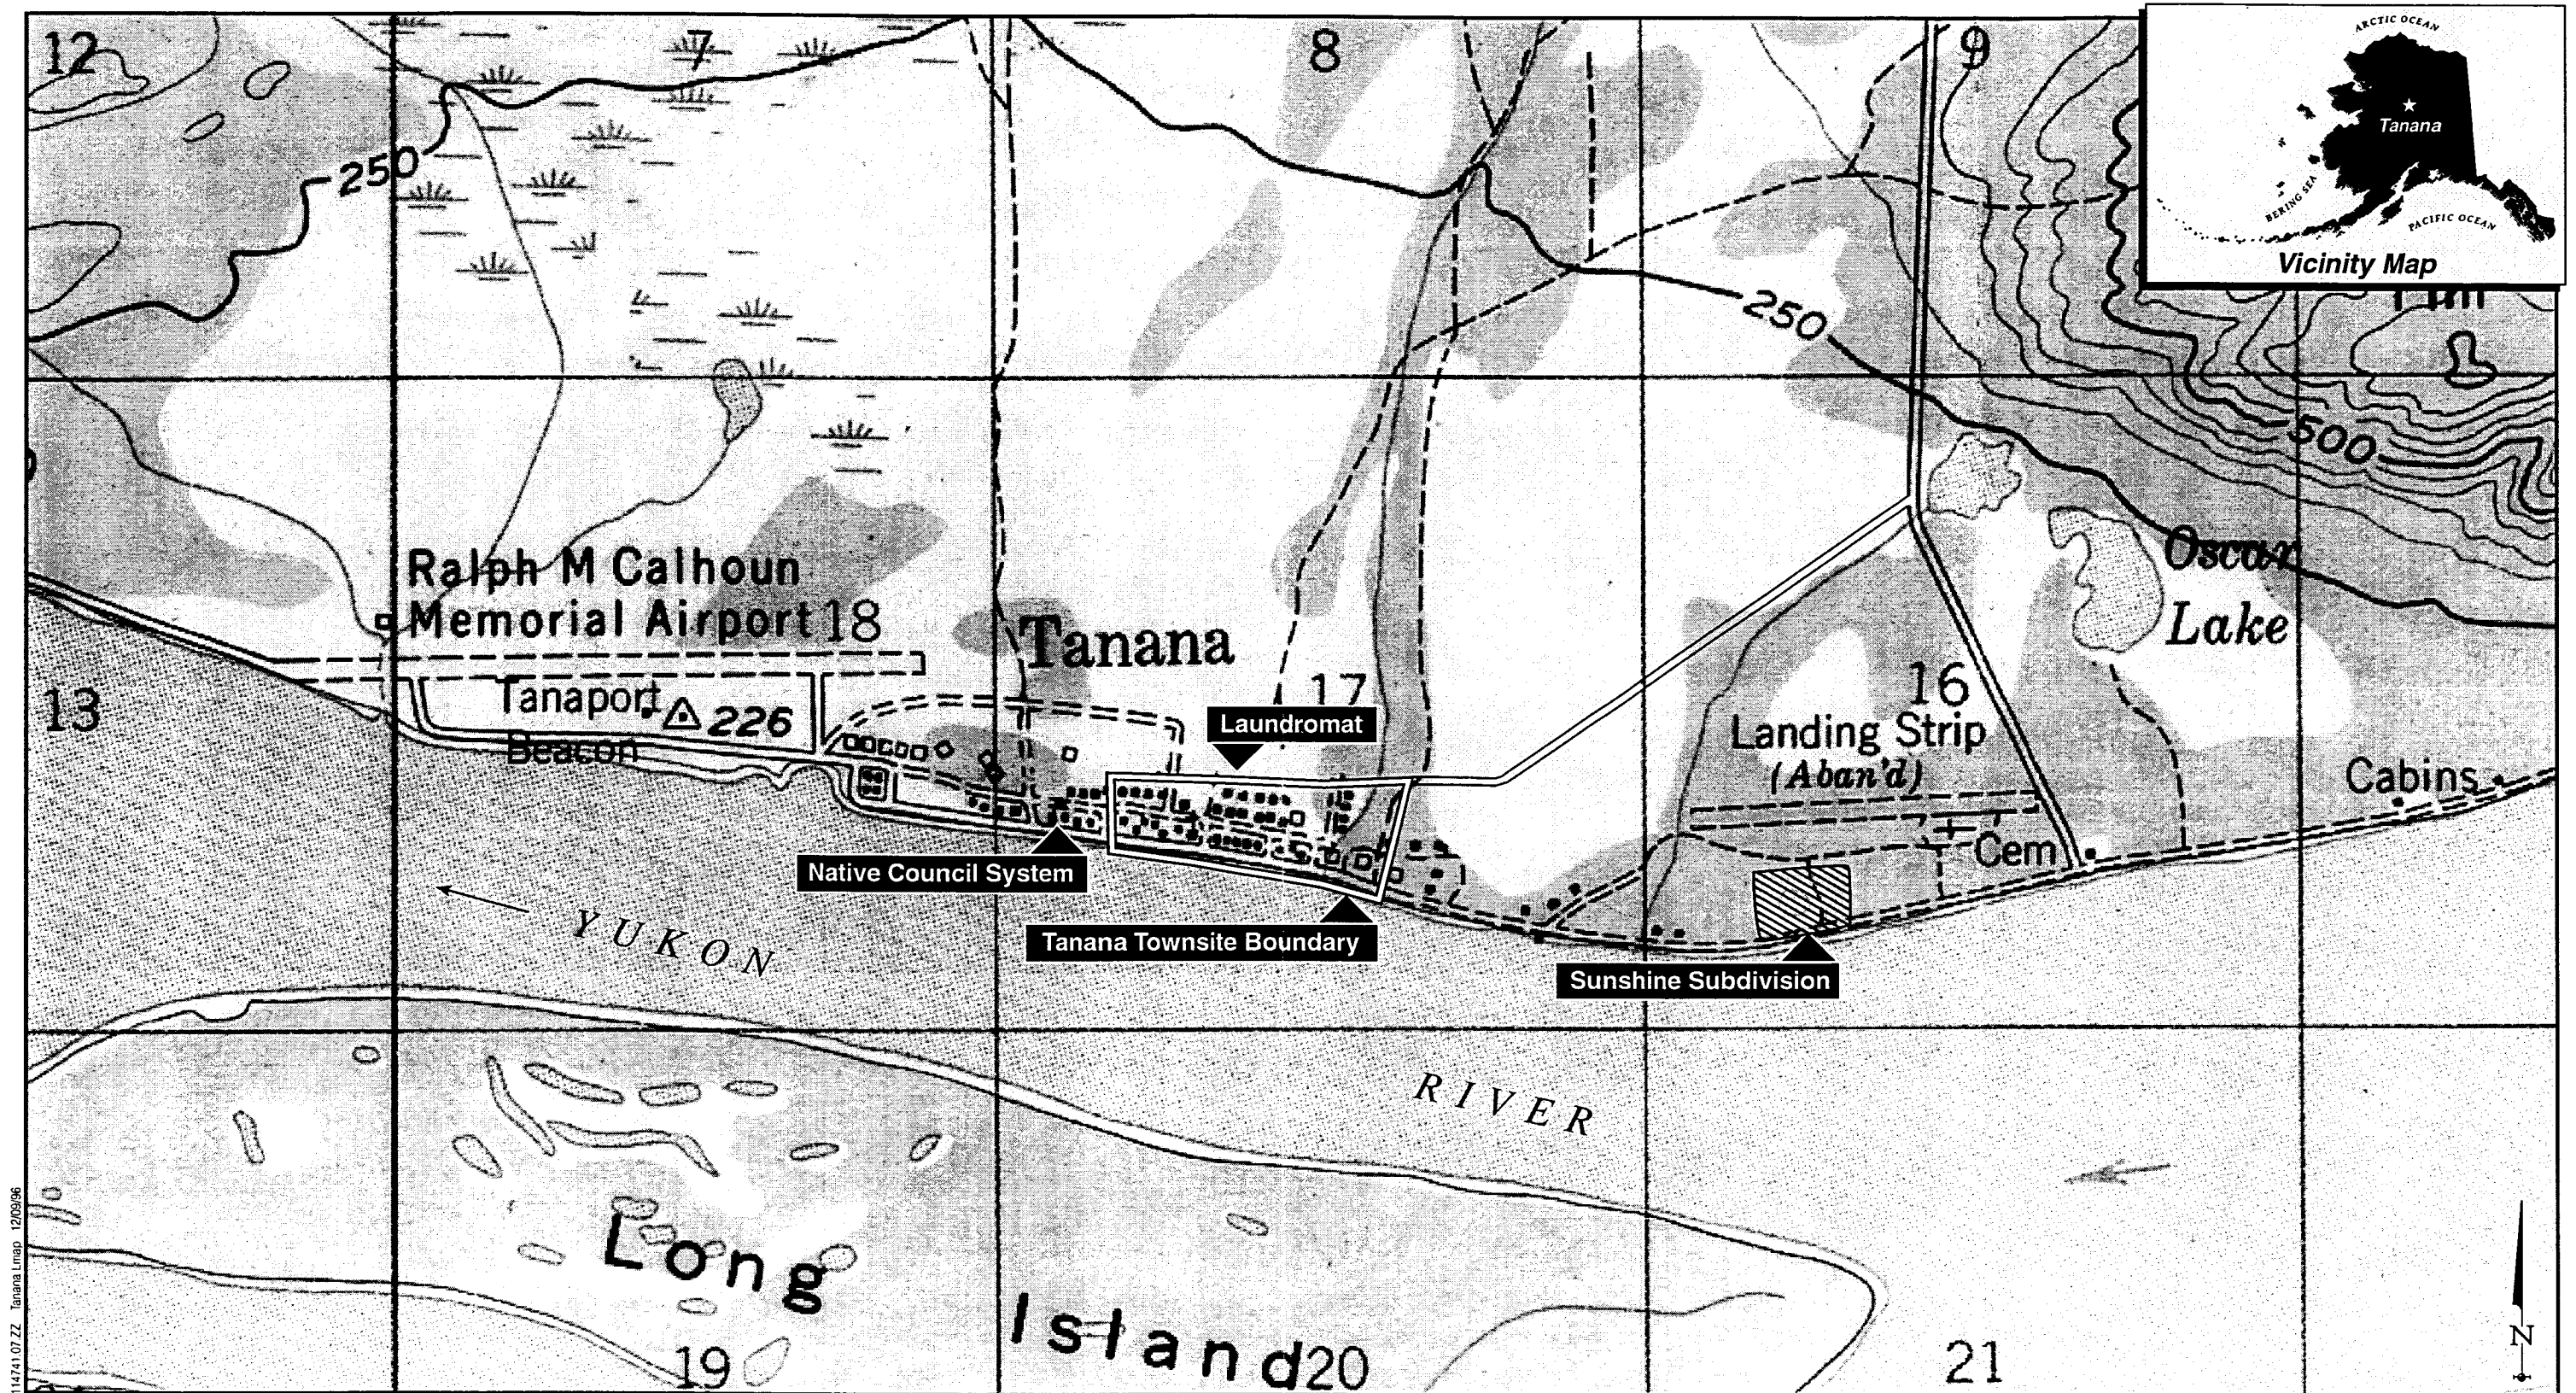 12
7
8
9
ARCTIC OCEAN
Tanana
BERING SEA
PACIFIC OCEAN
Vicinity Map
250
250
500
Ralph M Calhoun
Memorial Airport
18
Tanana
Oscar
Lake
13
Tanaport
226
Beacon
17
16
Laundromat
Landing Strip
(Aban'd)
Cabins
Cem
Native Council System
Tanana Townsite Boundary
Sunshine Subdivision
YUKON
RIVER
Long
Island
19
20
21
N
114741.07.ZZ Tanana Lmap 12/09/96